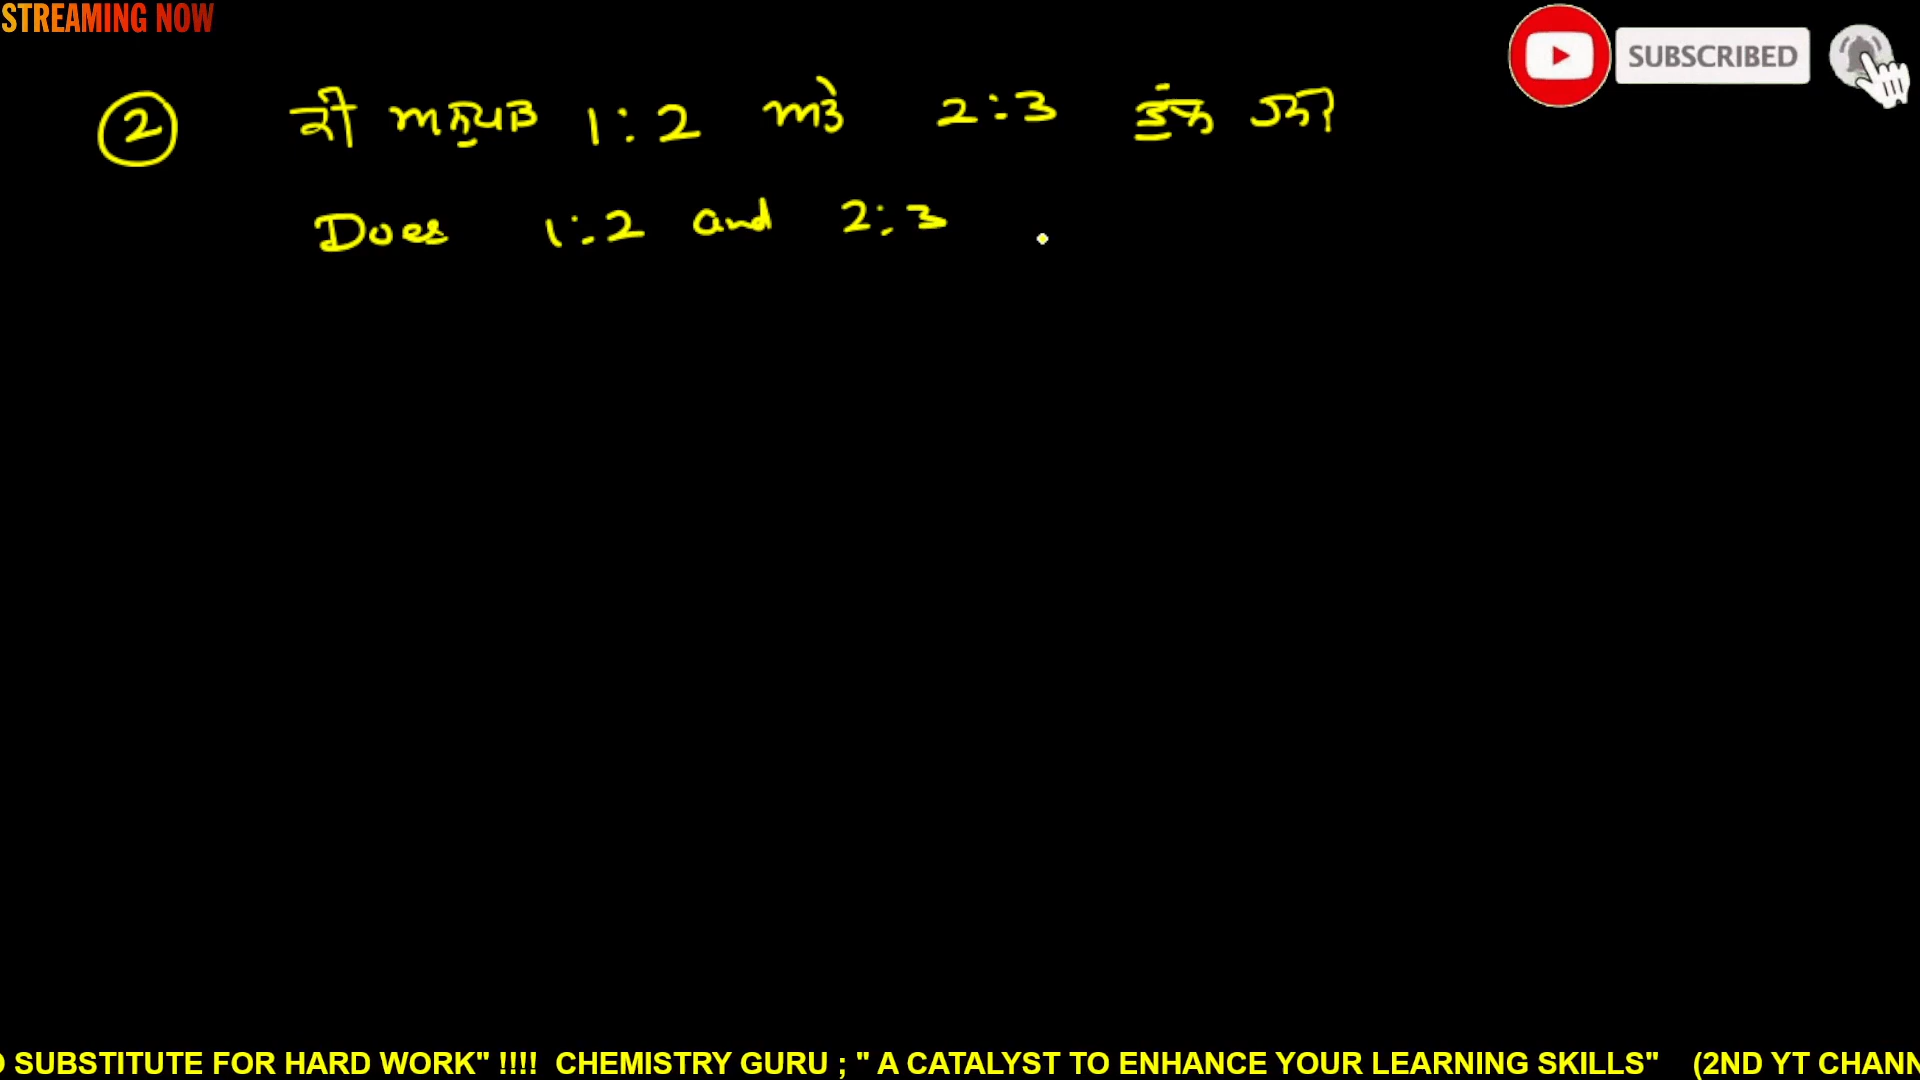 STREAMING NOW
SUBSCRIBED
2 ਕੀ ਅਨੁਪਾਤ 1:2 ਅਤੇ 2:3 ਤੁੱਲ ਹਨ?
Does 1:2 and 2:3
SUBSTITUTE FOR HARD WORK" !!!! CHEMISTRY GURU ; " A CATALYST TO ENHANCE YOUR LEARNING SKILLS" (2ND YT CHANN